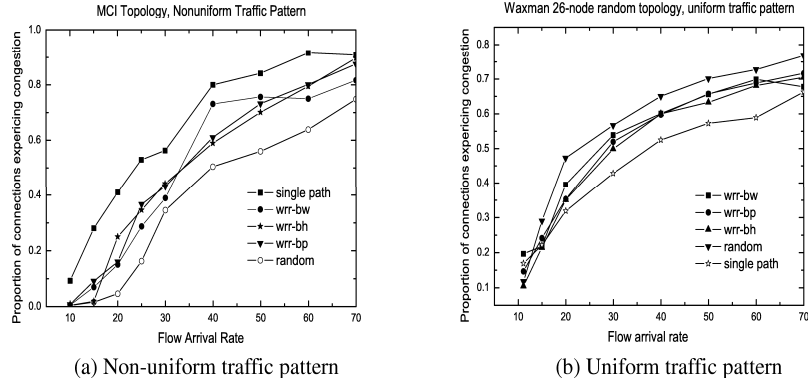 MCI Topology, Nonuniform Traffic Pattern
Proportion of connections expericing congestion
1.0
0.8
0.6
0.4
0.2
0.0
single path
wrr-bw
wrr-bh
wrr-bp
random
10
20
30
40
50
60
70
Flow Arrival Rate
(a) Non-uniform traffic pattern
Waxman 26-node random topology, uniform traffic pattern
Proportion of connections expericing congestion
0.8
0.7
0.6
0.5
0.4
0.3
0.2
0.1
wrr-bw
wrr-bp
wrr-bh
random
single path
10
20
30
40
50
60
70
Flow arrival rate
(b) Uniform traffic pattern